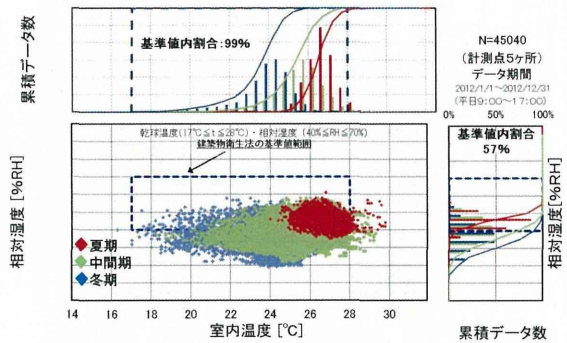 累積データ数
基準値内割合：99%
N=45040
(計測点5ヶ所)
データ期間
2012/1/1～2012/12/31
(平日9:00～17:00)
0% 100%
乾球温度(17℃≦t≦28℃)・相対湿度 (40%≦RH≦70%)
建築物衛生法の基準値範囲
基準値内割合
57%
相対湿度 [%RH]
相対湿度[%RH]
夏期
中間期
冬期
14 16 18 20 22 24 26 28 30
室内温度 [℃]
累積データ数